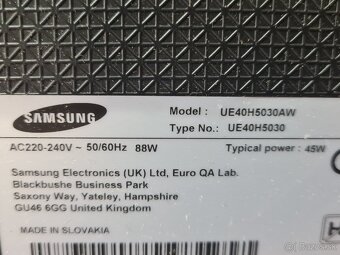 SAMSUNG
Model : UE40H5030AW
Type No.: UE40H5030
AC220-240V ~ 50/60Hz 88W
Typical power : 45W
Samsung Electronics (UK) Ltd, Euro QA Lab.
Blackbushe Business Park
Saxony Way, Yateley, Hampshire
GU46 6GG United Kingdom
MADE IN SLOVAKIA